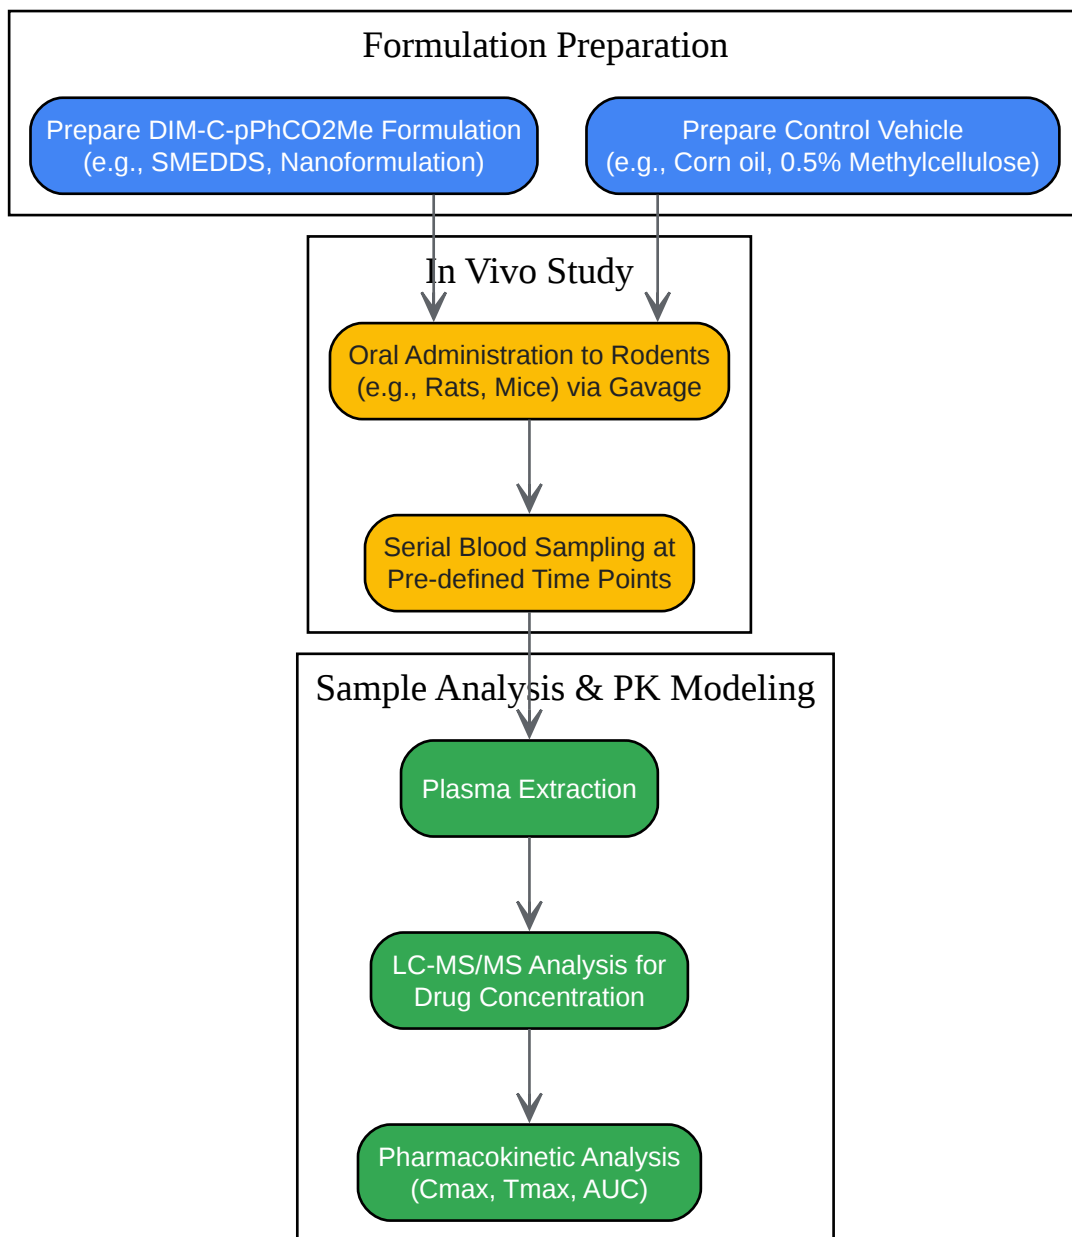 Formulation Preparation
Prepare DIM-C-pPhCO2Me Formulation
(e.g., SMEDDS, Nanoformulation)
Prepare Control Vehicle
(e.g., Corn oil, 0.5% Methylcellulose)
In Vivo Study
Oral Administration to Rodents
(e.g., Rats, Mice) via Gavage
Serial Blood Sampling at
Pre-defined Time Points
Sample Analysis & PK Modeling
Plasma Extraction
LC-MS/MS Analysis for
Drug Concentration
Pharmacokinetic Analysis
(Cmax, Tmax, AUC)